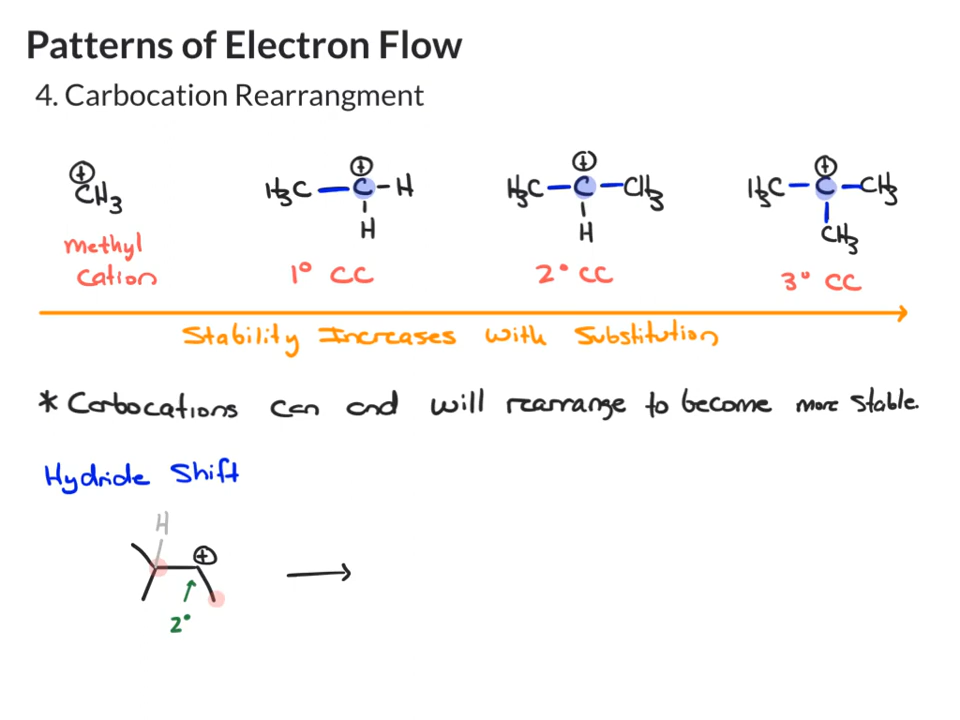 Patterns of Electron Flow
4. Carbocation Rearrangment
⊕ ⊕ ⊕ ⊕
CH₃ H₃C-C-H H₃C-C-CH₃ H₃C-C-CH₃
H H CH₃
methyl cation 1° CC 2° CC 3° CC
Stability Increases with Substitution
* Carbocations can and will rearrange to become more stable.
Hydride Shift
H
⊕
2°